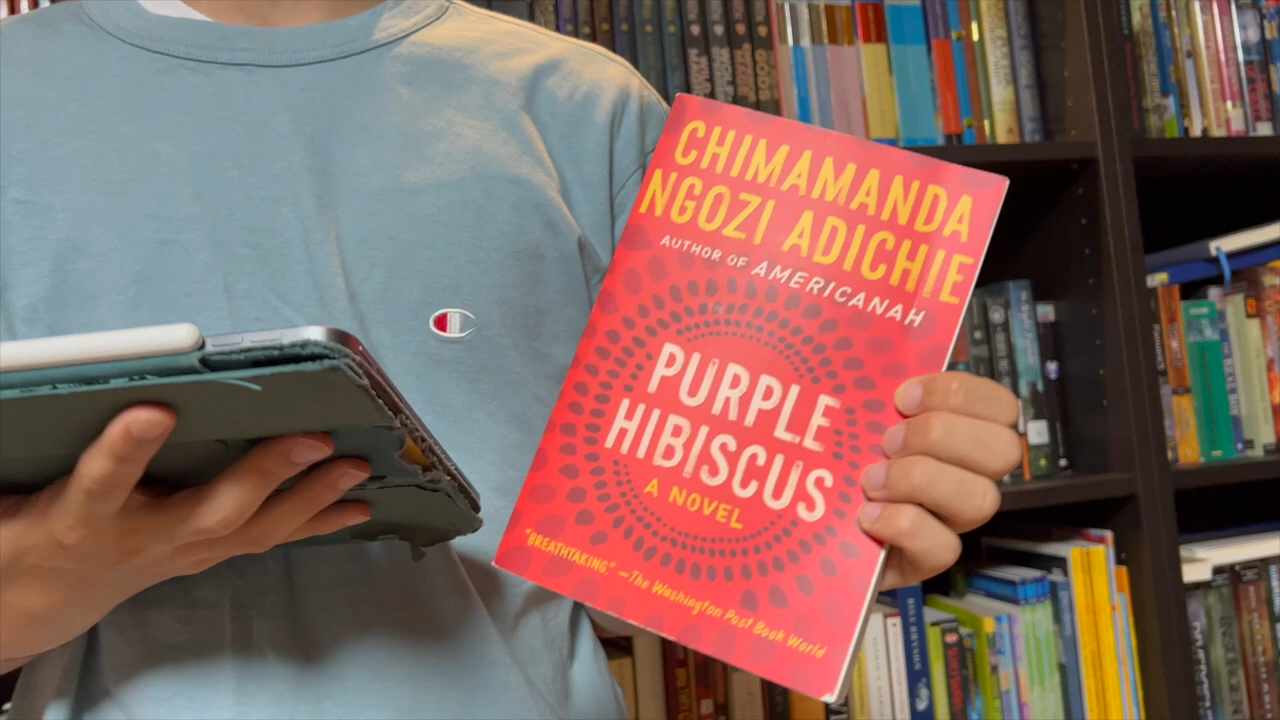 CHIMAMANDA
NGOZI ADICHIE
AUTHOR OF AMERICANAH
PURPLE
HIBISCUS
A NOVEL
"BREATHTAKING." —The Washington Post Book World